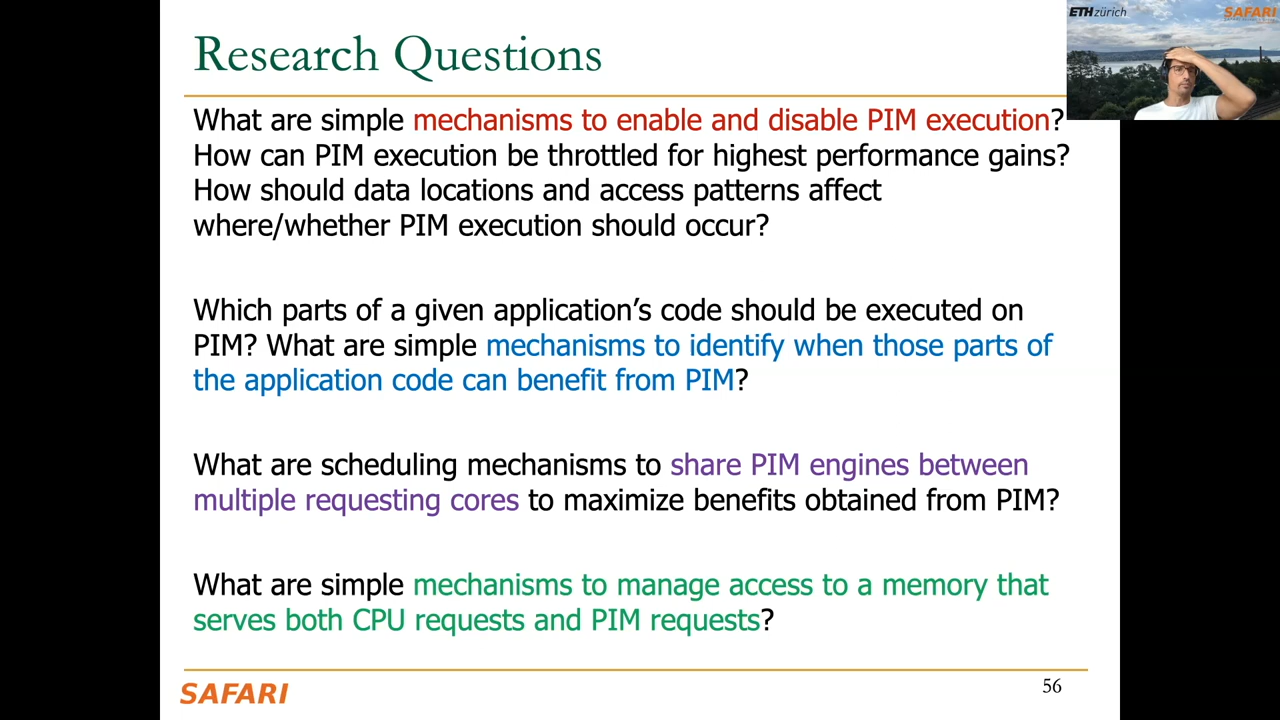 Research Questions
ETH zürich
SAFARI
What are simple mechanisms to enable and disable PIM execution?
How can PIM execution be throttled for highest performance gains?
How should data locations and access patterns affect
where/whether PIM execution should occur?
Which parts of a given application’s code should be executed on
PIM? What are simple mechanisms to identify when those parts of
the application code can benefit from PIM?
What are scheduling mechanisms to share PIM engines between
multiple requesting cores to maximize benefits obtained from PIM?
What are simple mechanisms to manage access to a memory that
serves both CPU requests and PIM requests?
SAFARI
56